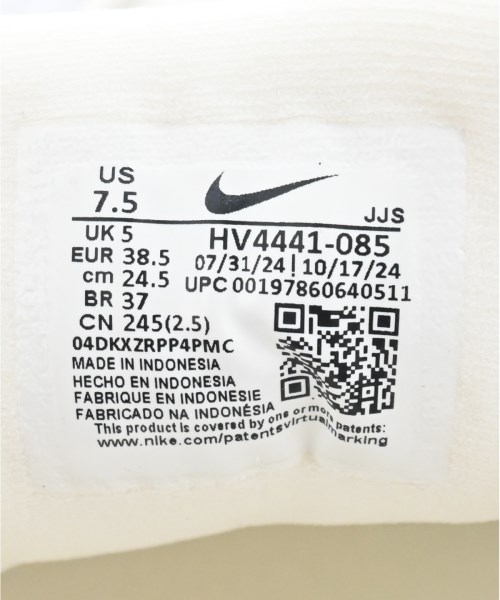 US
7.5
JJS
UK 5
EUR 38.5
cm 24.5
BR 37
CN 245(2.5)
HV4441-085
07/31/24 | 10/17/24
UPC 00197860640511
04DKXZRPP4PMC
MADE IN INDONESIA
HECHO EN INDONESIA
FABRIQUE EN INDONESIE
FABRICADO NA INDONÉSIA
This product is covered by one or more patents:
www.nike.com/patentsvirtualmarking